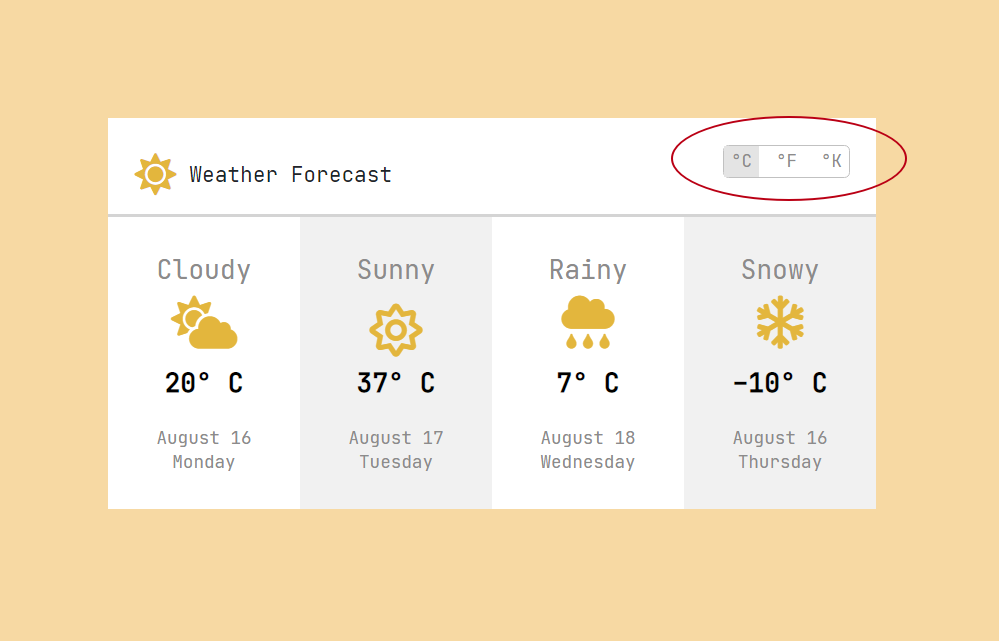 Weather Forecast
°C °F °K
Cloudy
20° C
August 16
Monday
Sunny
37° C
August 17
Tuesday
Rainy
7° C
August 18
Wednesday
Snowy
-10° C
August 16
Thursday